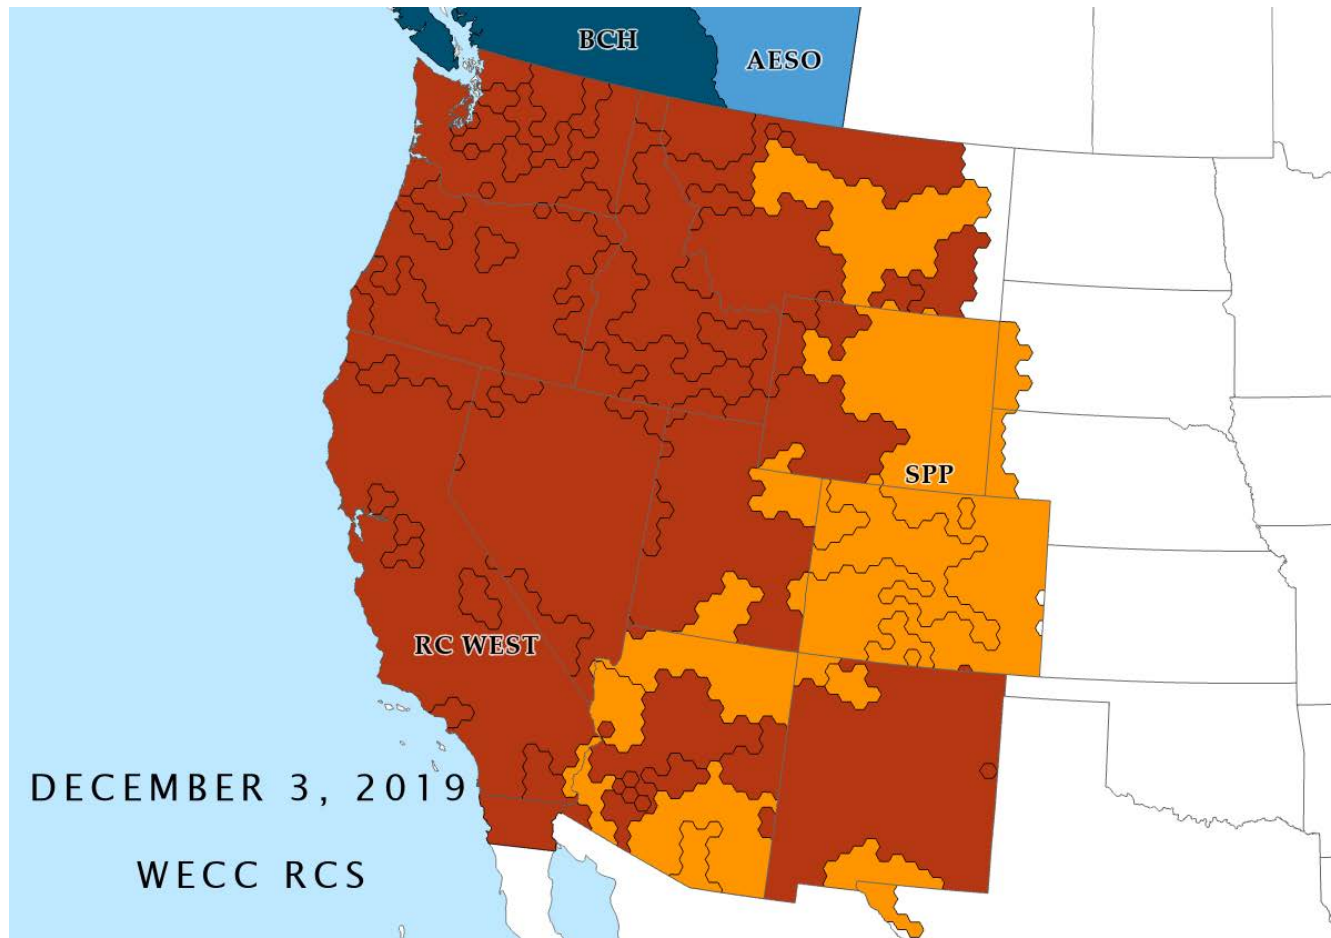 BCH
AESO
SPP
RC WEST
DECEMBER 3, 2019
WECC RCS